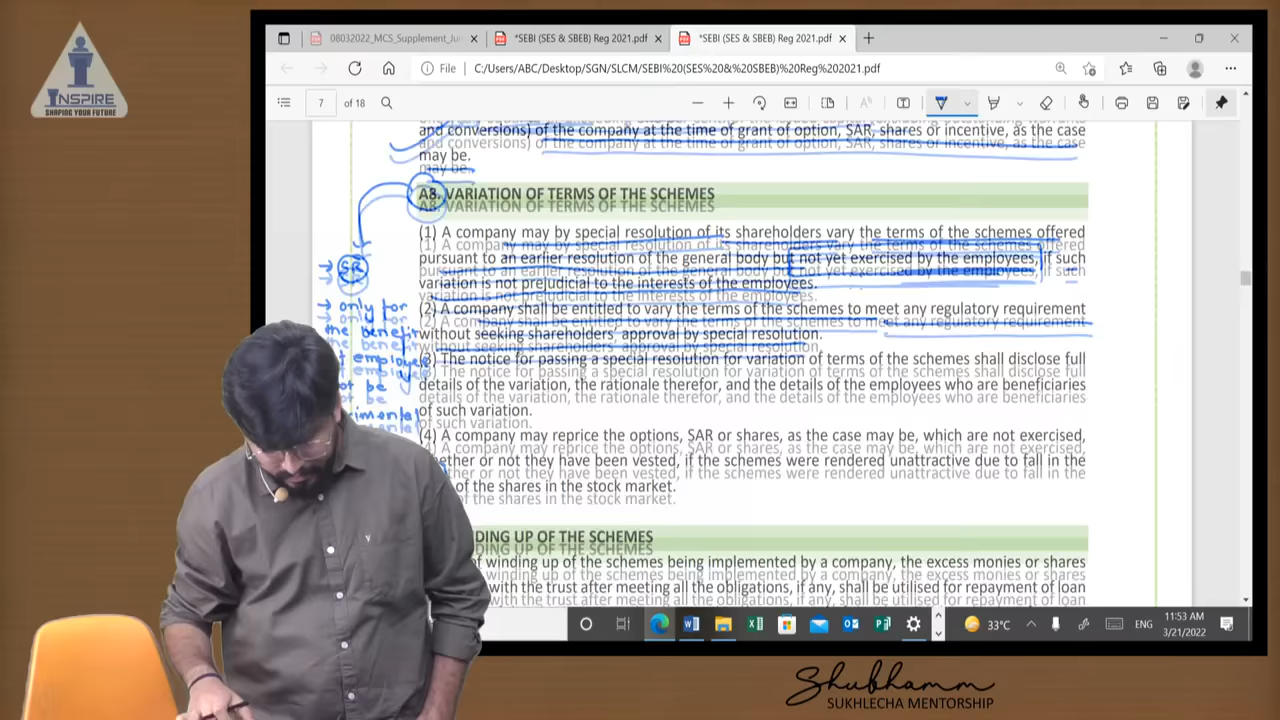 INSPIRE
SHAPING YOUR FUTURE
08032022_MCS_Supplement_Ju
*SEBI (SES & SBEB) Reg 2021.pdf
*SEBI (SES & SBEB) Reg 2021.pdf
File
C:/Users/ABC/Desktop/SGN/SLCM/SEBI%20(SES%20&%20SBEB)%20Reg%202021.pdf
7 of 18
and conversions) of the company at the time of grant of option, SAR, shares or incentive, as the case
may be.
A8. VARIATION OF TERMS OF THE SCHEMES
(1) A company may by special resolution of its shareholders vary the terms of the schemes offered
pursuant to an earlier resolution of the general body but not yet exercised by the employees, if such
variation is not prejudicial to the interests of the employees.
(2) A company shall be entitled to vary the terms of the schemes to meet any regulatory requirement
without seeking shareholders' approval by special resolution.
(3) The notice for passing a special resolution for variation of terms of the schemes shall disclose full
details of the variation, the rationale therefor, and the details of the employees who are beneficiaries
of such variation.
(4) A company may reprice the options, SAR or shares, as the case may be, which are not exercised,
ether or not they have been vested, if the schemes were rendered unattractive due to fall in the
of the shares in the stock market.
NDING UP OF THE SCHEMES
f winding up of the schemes being implemented by a company, the excess monies or shares
with the trust after meeting all the obligations, if any, shall be utilised for repayment of loan
SR
→ only for
the benefit
employee
ot be
imental
33°C
ENG
11:53 AM
3/21/2022
Shubhamm
SUKHLECHA MENTORSHIP